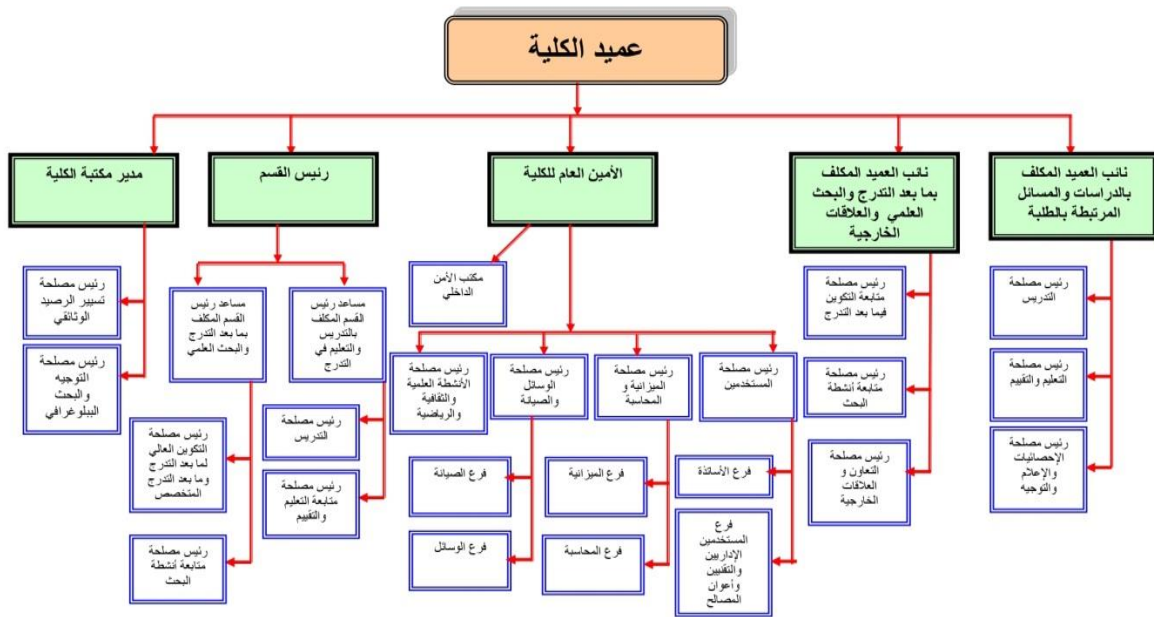 عميد الكلية
نائب العميد المكلف
بالدراسات والمسائل
المرتبطة بالطلبة
نائب العميد المكلف
بما بعد التدرج والبحث
العلمي والعلاقات
الخارجية
الأمين العام للكلية
رئيس القسم
مدير مكتبة الكلية
رئيس مصلحة
التدريس
رئيس مصلحة
التعليم والتقييم
رئيس مصلحة
الإحصائيات
والإعلام
والتوجيه
رئيس مصلحة
متابعة التكوين
فيما بعد التدرج
رئيس مصلحة
متابعة أنشطة
البحث
رئيس مصلحة
التعاون و
العلاقات
الخارجية
مكتب الأمن
الداخلي
رئيس مصلحة
المستخدمين
رئيس مصلحة
الميزانية و
المحاسبة
رئيس مصلحة
الوسائل
والصيانة
رئيس مصلحة
الأنشطة العلمية
والثقافية
والرياضية
فرع الأساتذة
فرع
المستخدمين
الإداريين
والتقنيين
وأعوان
المصالح
فرع الميزانية
فرع المحاسبة
فرع الصيانة
فرع الوسائل
مساعد رئيس
القسم المكلف
بالتدريس
والتعليم في
التدرج
مساعد رئيس
القسم المكلف
بما بعد التدرج
والبحث العلمي
رئيس مصلحة
التدريس
رئيس مصلحة
متابعة التعليم
والتقييم
رئيس مصلحة
التكوين العالي
لما بعد التدرج
وما بعد التدرج
المتخصص
رئيس مصلحة
متابعة أنشطة
البحث
رئيس مصلحة
تسيير الرصيد
الوثائقي
رئيس مصلحة
التوجيه
والبحث
الببلوغرافي